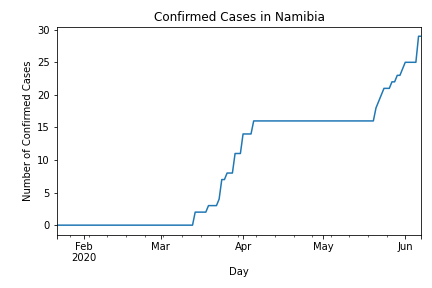 Confirmed Cases in Namibia
Number of Confirmed Cases
30
25
20
15
10
5
0
Feb
2020
Mar
Apr
May
Jun
Day